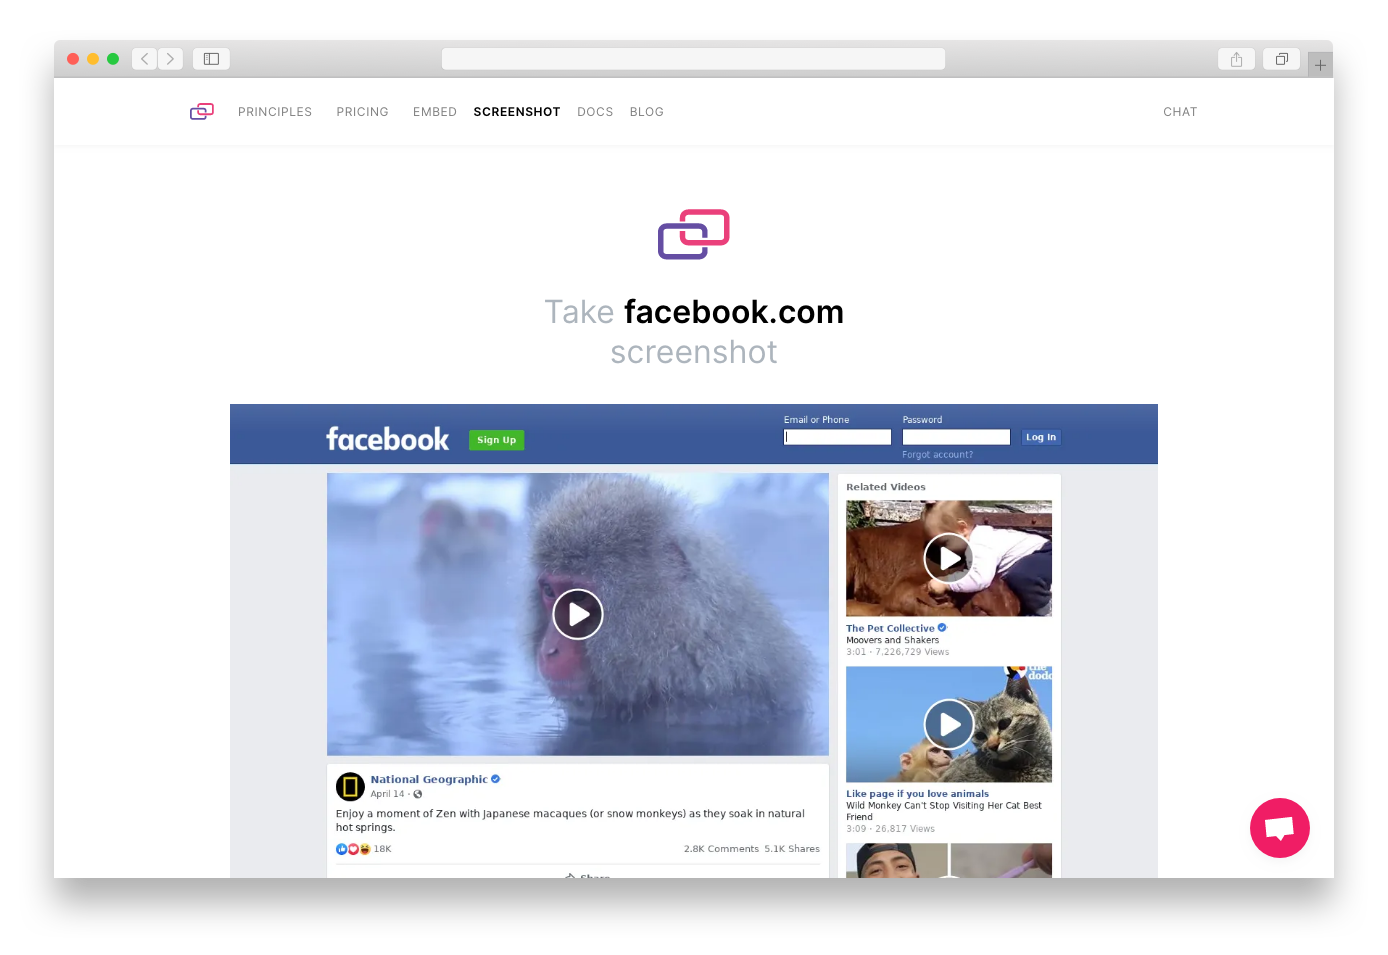 PRINCIPLES PRICING EMBED SCREENSHOT DOCS BLOG CHAT
Take facebook.com
screenshot
facebook Sign Up
Email or Phone Password
Log In
Forgot account?
Related Videos
The Pet Collective
Moovers and Shakers
3:01 · 7,226,729 Views
the
dodo
Like page if you love animals
Wild Monkey Can't Stop Visiting Her Cat Best
Friend
3:09 · 26,817 Views
National Geographic
April 14 ·
Enjoy a moment of Zen with Japanese macaques (or snow monkeys) as they soak in natural
hot springs.
18K 2.8K Comments 5.1K Shares
Share